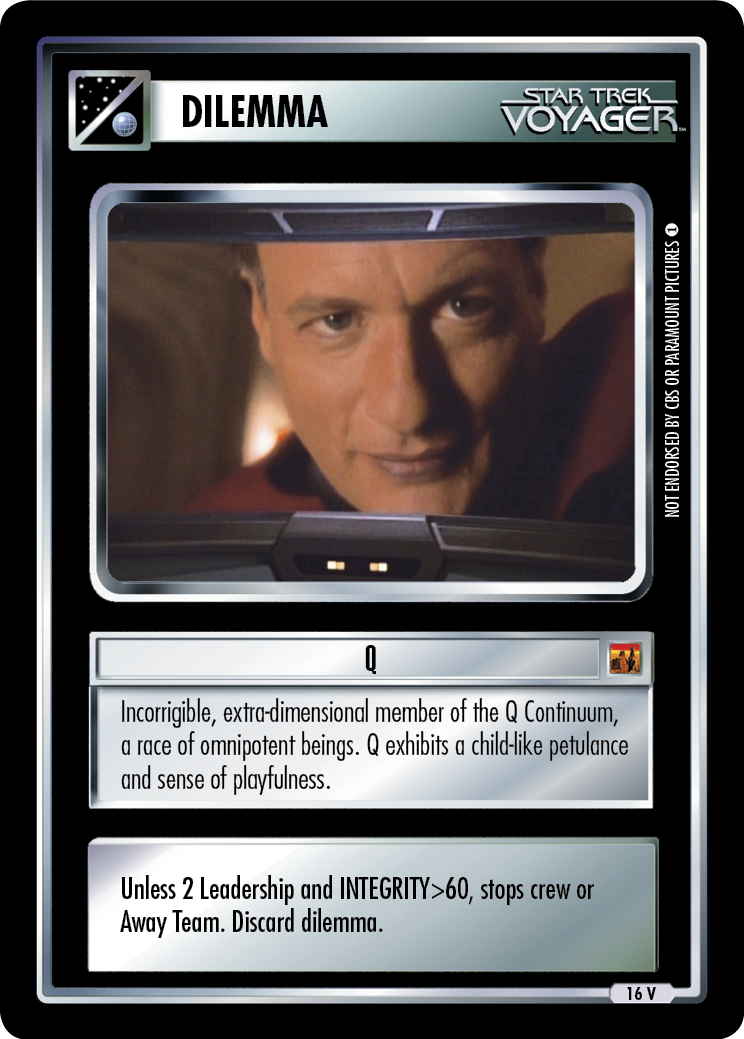 DILEMMA
STAR TREK
VOYAGER™
NOT ENDORSED BY CBS OR PARAMOUNT PICTURES 1
Q
Incorrigible, extra-dimensional member of the Q Continuum,
a race of omnipotent beings. Q exhibits a child-like petulance
and sense of playfulness.
Unless 2 Leadership and INTEGRITY>60, stops crew or
Away Team. Discard dilemma.
16 V